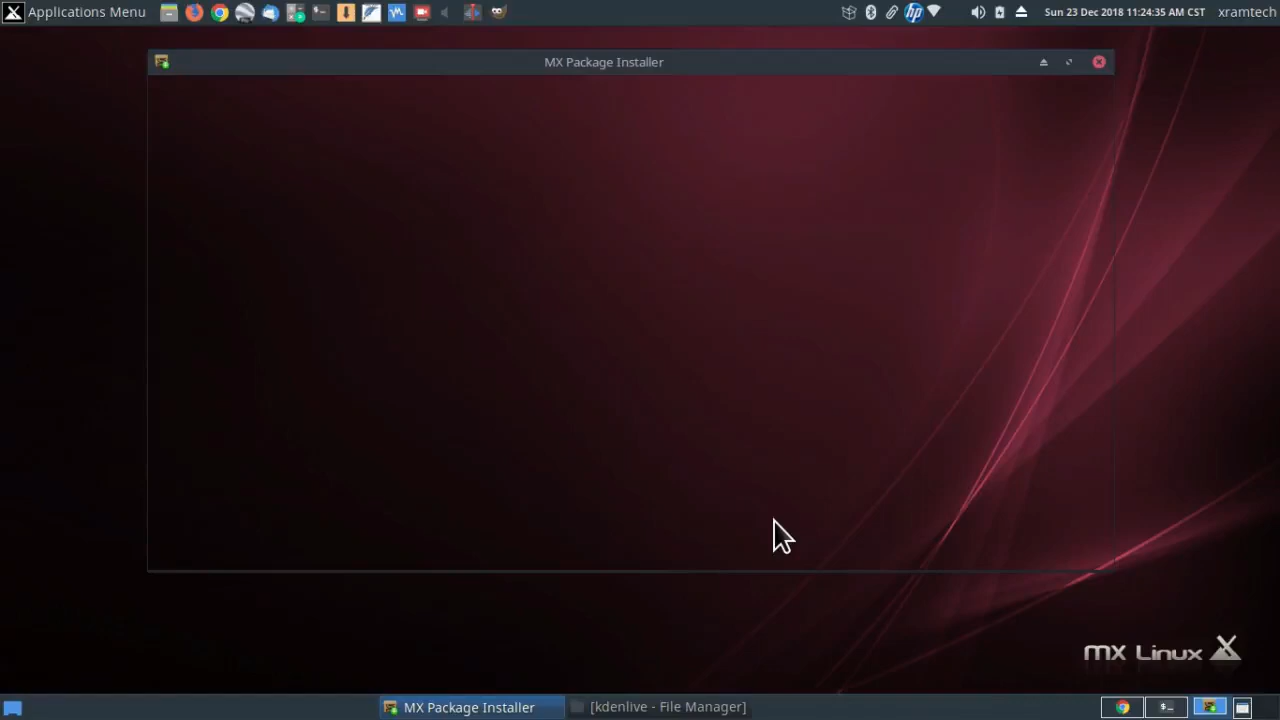 Applications Menu
Sun 23 Dec 2018 11:24:35 AM CST
xramtech
MX Package Installer
MX Linux
MX Package Installer
[kdenlive - File Manager]